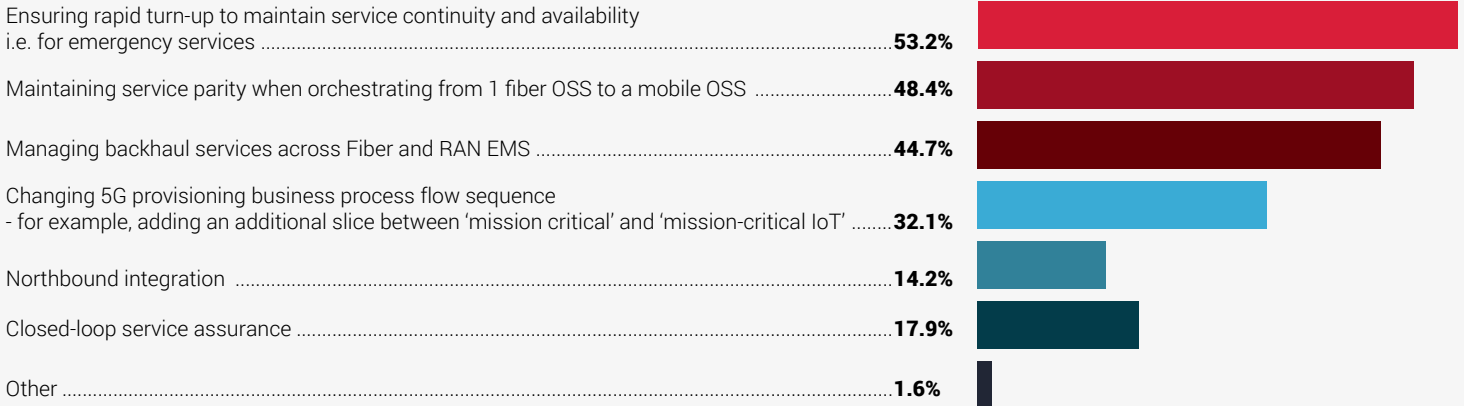 Ensuring rapid turn-up to maintain service continuity and availability
i.e. for emergency services ........................................................................................................................................................53.2%
Maintaining service parity when orchestrating from 1 fiber OSS to a mobile OSS .................................48.4%
Managing backhaul services across Fiber and RAN EMS ......................................................................................44.7%
Changing 5G provisioning business process flow sequence
- for example, adding an additional slice between ‘mission critical’ and ‘mission-critical IoT’ ........32.1%
Northbound integration ..............................................................................................................................................................14.2%
Closed-loop service assurance ...............................................................................................................................................17.9%
Other ........................................................................................................................................................................................................1.6%